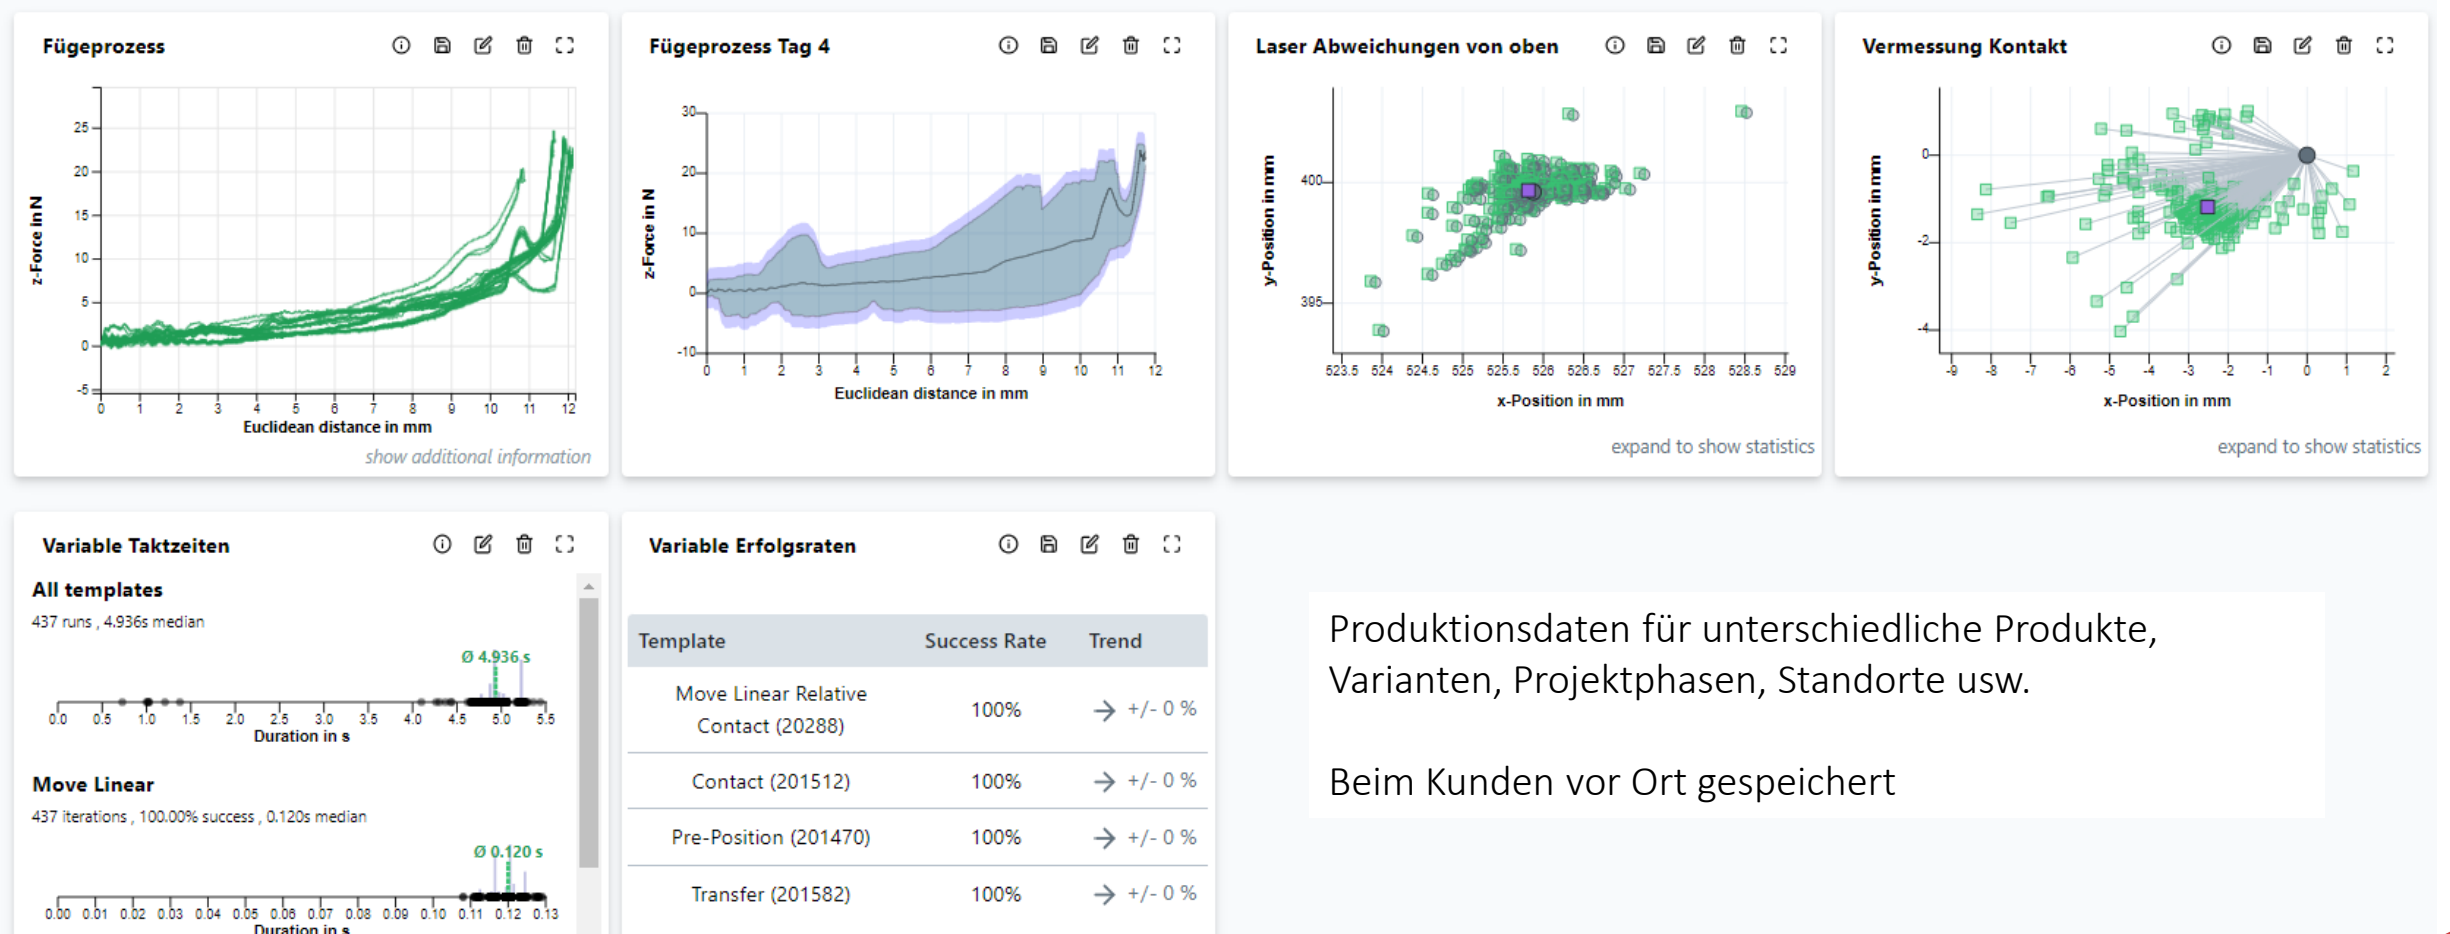 Fügeprozess
z-Force in N
25
20
15
10
5
0
-5
0 1 2 3 4 5 6 7 8 9 10 11 12
Euclidean distance in mm
show additional information
Fügeprozess Tag 4
z-Force in N
30
20
10
0
-10
0 1 2 3 4 5 6 7 8 9 10 11 12
Euclidean distance in mm
Laser Abweichungen von oben
y-Position in mm
400
395
523.5 524 524.5 525 525.5 526 526.5 527 527.5 528 528.5 529
x-Position in mm
expand to show statistics
Vermessung Kontakt
y-Position in mm
0
-2
-4
-9 -8 -7 -6 -5 -4 -3 -2 -1 0 1 2
x-Position in mm
expand to show statistics
Variable Taktzeiten
All templates
437 runs , 4.936s median
Ø 4.936 s
0.0 0.5 1.0 1.5 2.0 2.5 3.0 3.5 4.0 4.5 5.0 5.5
Duration in s
Move Linear
437 iterations , 100.00% success , 0.120s median
Ø 0.120 s
0.00 0.01 0.02 0.03 0.04 0.05 0.06 0.07 0.08 0.09 0.10 0.11 0.12 0.13
Duration in s
Variable Erfolgsraten
Template Success Rate Trend
Move Linear Relative
Contact (20288) 100% +/- 0 %
Contact (201512) 100% +/- 0 %
Pre-Position (201470) 100% +/- 0 %
Transfer (201582) 100% +/- 0 %
Produktionsdaten für unterschiedliche Produkte,
Varianten, Projektphasen, Standorte usw.
Beim Kunden vor Ort gespeichert